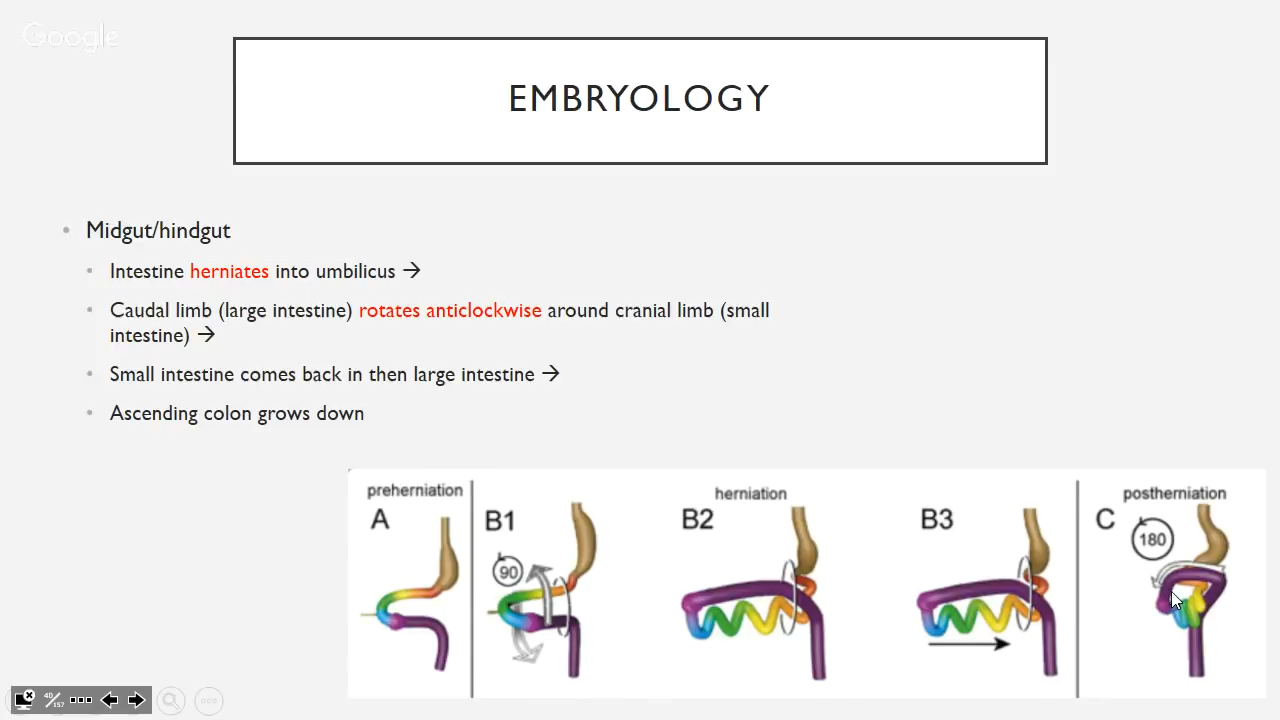 Google
EMBRYOLOGY
• Midgut/hindgut
• Intestine herniates into umbilicus →
• Caudal limb (large intestine) rotates anticlockwise around cranial limb (small
intestine) →
• Small intestine comes back in then large intestine →
• Ascending colon grows down
preherniation
herniation
postherniation
A
B1
B2
B3
C
90
180
40/157